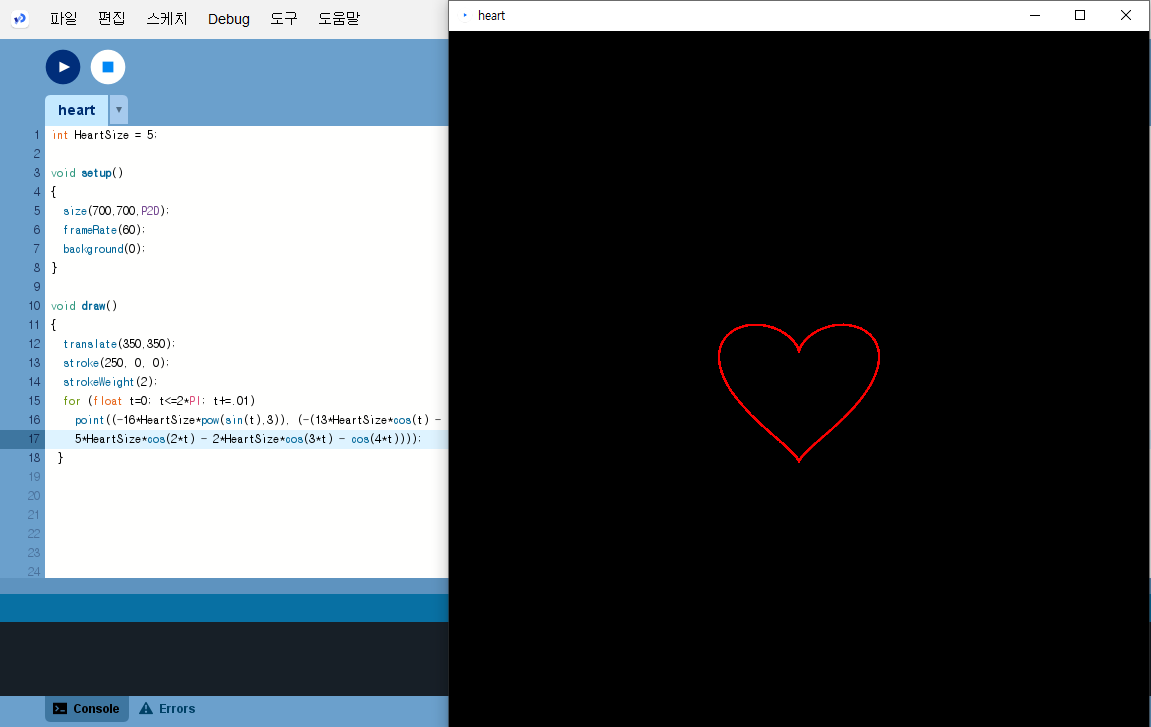 파일 편집 스케치 Debug 도구 도움말
heart
heart
1 int HeartSize = 5;
2
3 void setup()
4 {
5 size(700,700,P2D);
6 frameRate(60);
7 background(0);
8 }
9
10 void draw()
11 {
12 translate(350,350);
13 stroke(250, 0, 0);
14 strokeWeight(2);
15 for (float t=0; t<=2*PI; t+=.01)
16 point((-16*HeartSize*pow(sin(t),3)), (-(13*HeartSize*cos(t) -
17 5*HeartSize*cos(2*t) - 2*HeartSize*cos(3*t) - cos(4*t))));
18 }
19
20
21
22
23
24
Console Errors